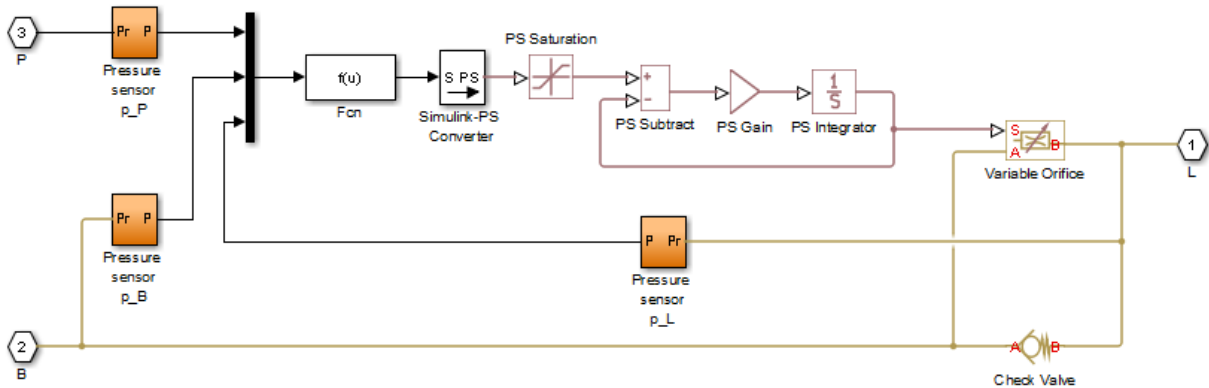 3
P
Pr P
Pressure
sensor
p_P
f(u)
Fcn
S PS
Simulink-PS
Converter
PS Saturation
+
−
PS Subtract
PS Gain
1
S
PS Integrator
S
A
B
Variable Orifice
1
L
Pr P
Pressure
sensor
p_B
P Pr
Pressure
sensor
p_L
2
B
A
B
Check Valve